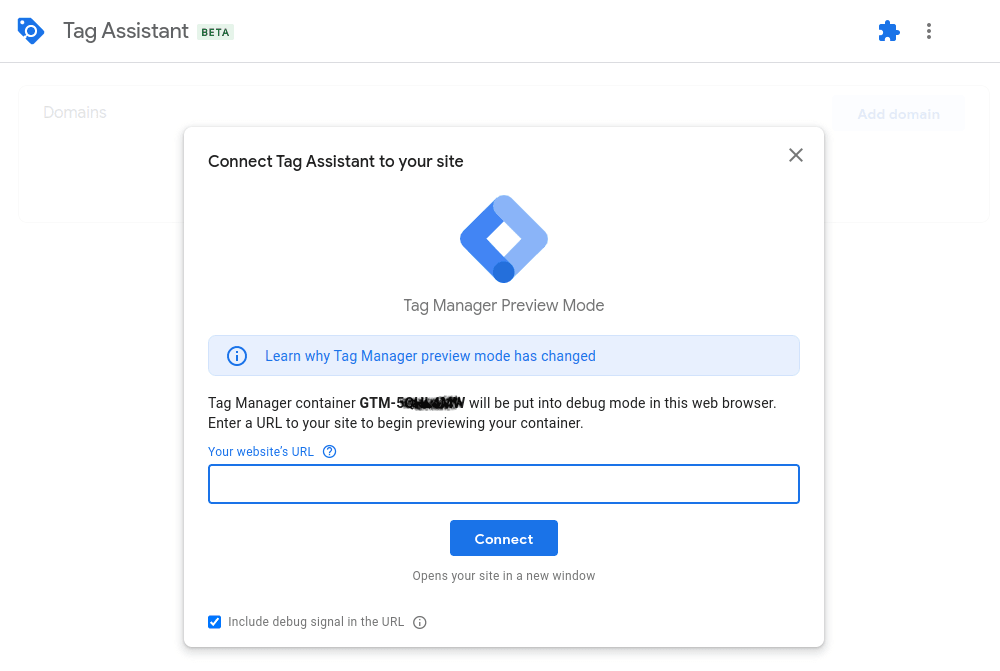 Tag Assistant BETA
Domains
Add domain
Connect Tag Assistant to your site
Tag Manager Preview Mode
Learn why Tag Manager preview mode has changed
Tag Manager container will be put into debug mode in this web browser.
Enter a URL to your site to begin previewing your container.
Your website's URL
Connect
Opens your site in a new window
Include debug signal in the URL